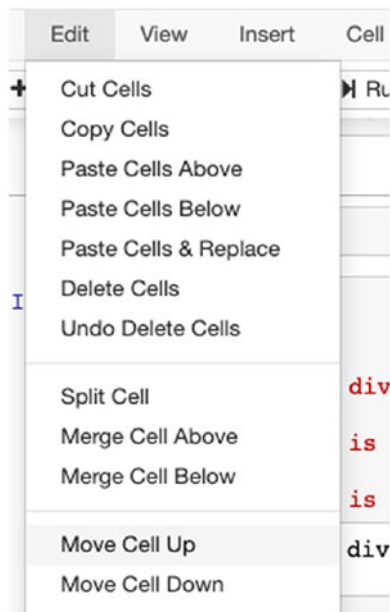 Edit View Insert Cell
Cut Cells
Copy Cells
Paste Cells Above
Paste Cells Below
Paste Cells & Replace
Delete Cells
Undo Delete Cells
Split Cell
div
Merge Cell Above
is
Merge Cell Below
is
Move Cell Up
div
Move Cell Down